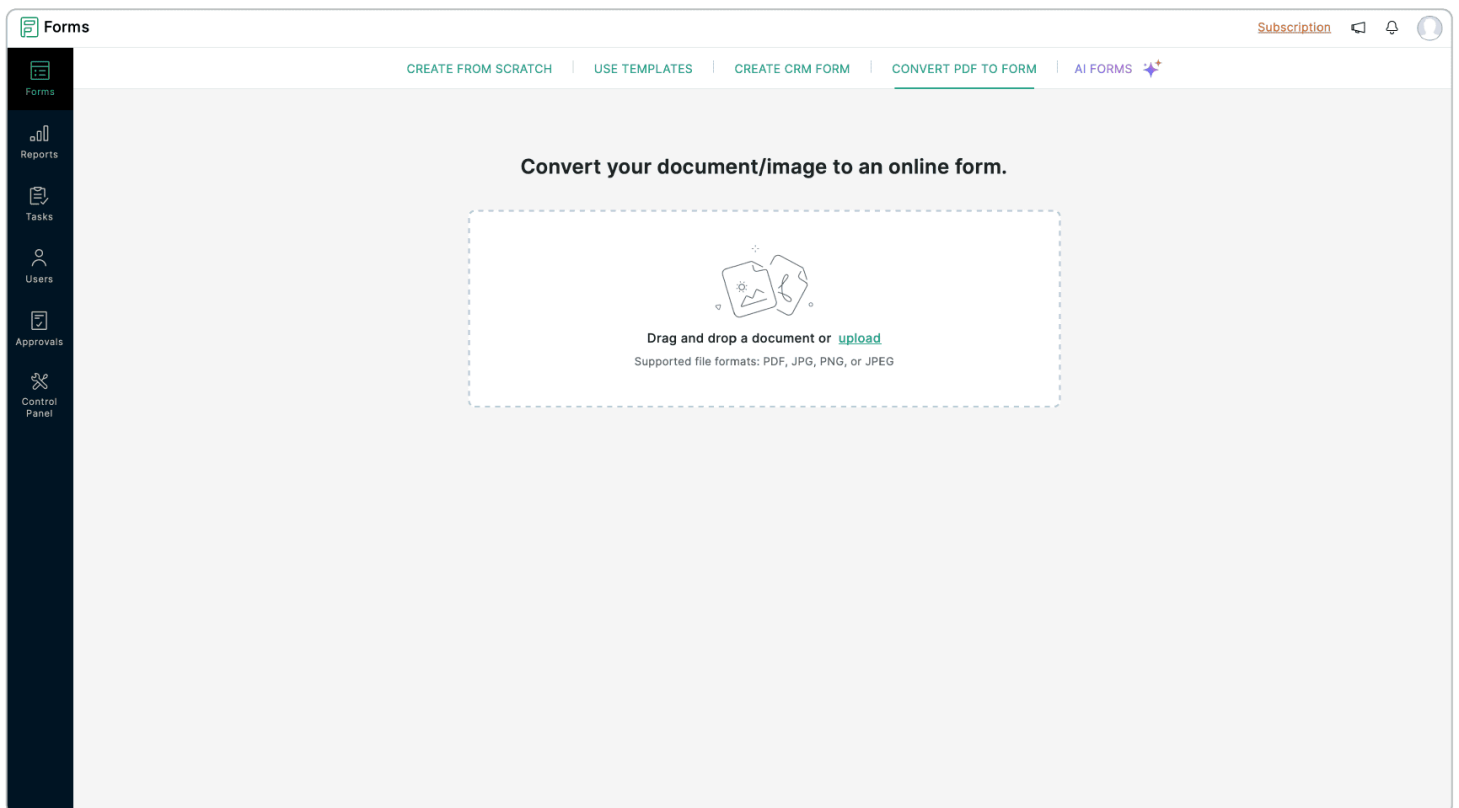 Forms
Subscription
CREATE FROM SCRATCH
USE TEMPLATES
CREATE CRM FORM
CONVERT PDF TO FORM
AI FORMS
Forms
Reports
Tasks
Users
Approvals
Control
Panel
Convert your document/image to an online form.
Drag and drop a document or upload
Supported file formats: PDF, JPG, PNG, or JPEG